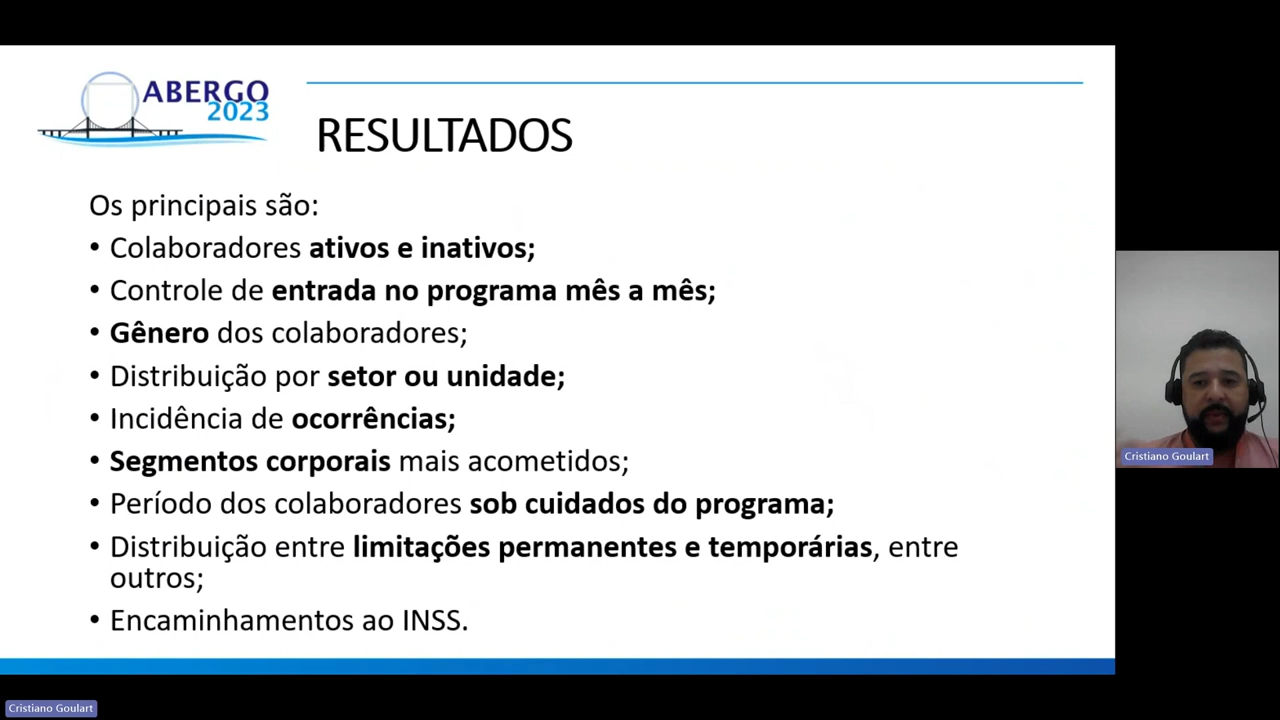 ABERGO
2023
RESULTADOS
Os principais são:
• Colaboradores ativos e inativos;
• Controle de entrada no programa mês a mês;
• Gênero dos colaboradores;
• Distribuição por setor ou unidade;
• Incidência de ocorrências;
• Segmentos corporais mais acometidos;
• Período dos colaboradores sob cuidados do programa;
• Distribuição entre limitações permanentes e temporárias, entre
outros;
• Encaminhamentos ao INSS.
Cristiano Goulart
Cristiano Goulart